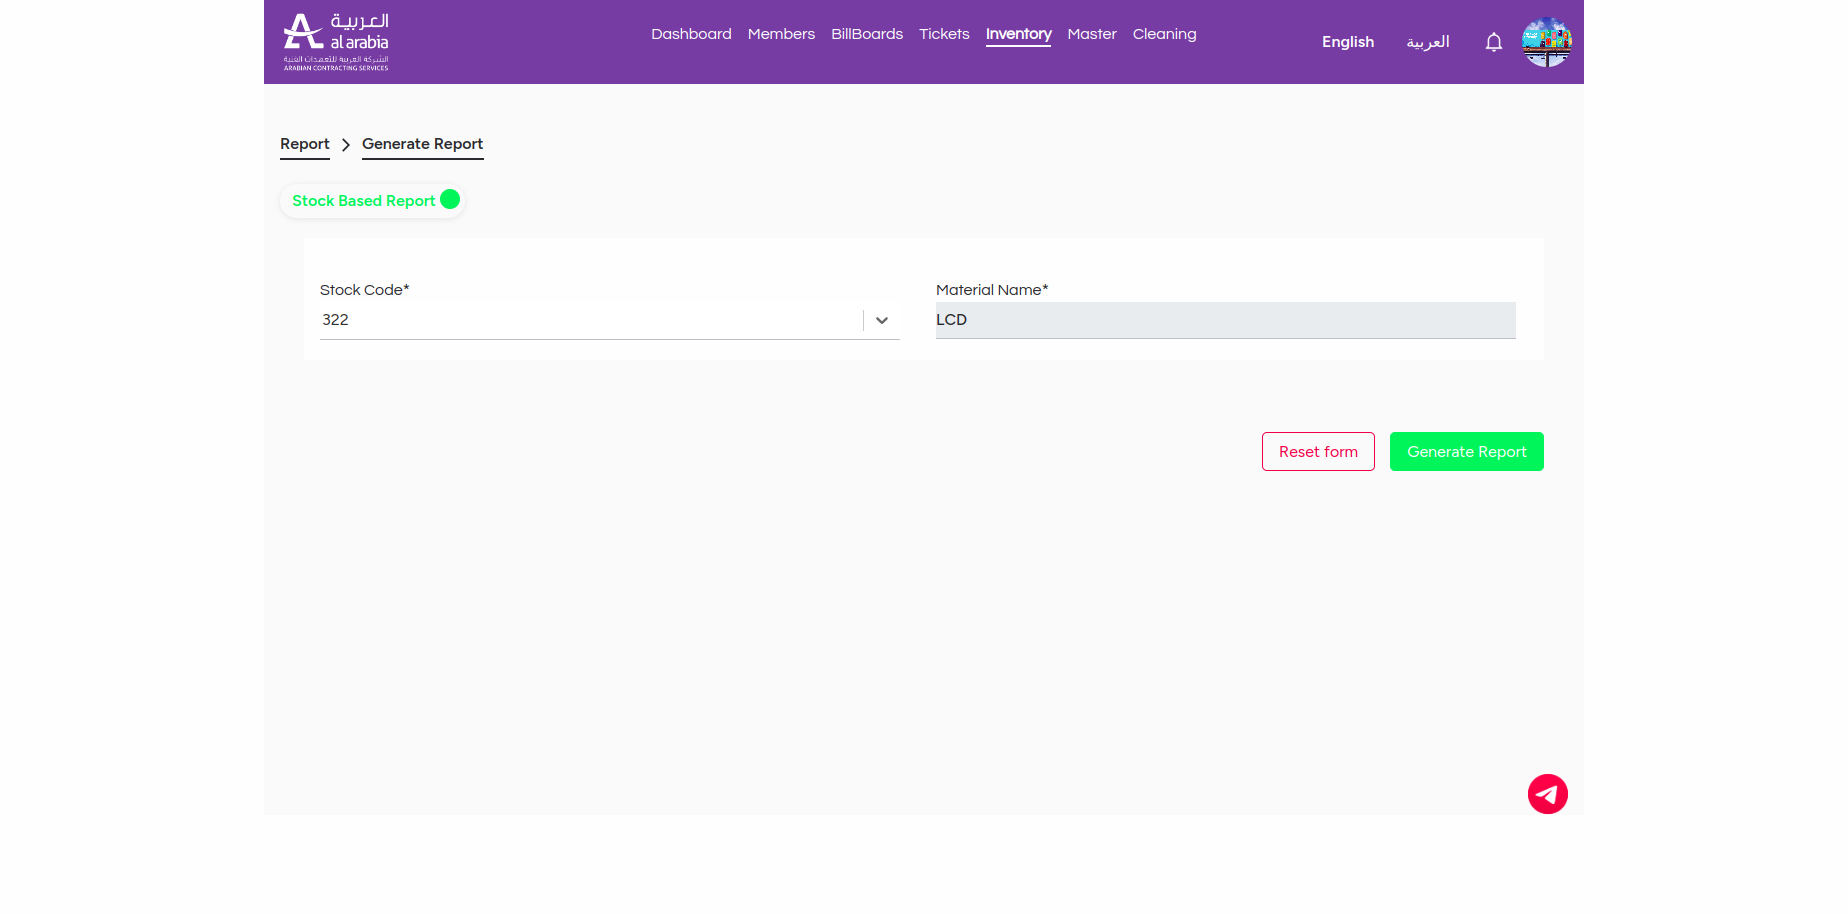 العربية
al arabia
الشركة العربية للتعهدات الفنية
ARABIAN CONTRACTING SERVICES
Dashboard Members BillBoards Tickets Inventory Master Cleaning
English العربية
Report > Generate Report
Stock Based Report
Stock Code* Material Name*
322 LCD
Reset form Generate Report